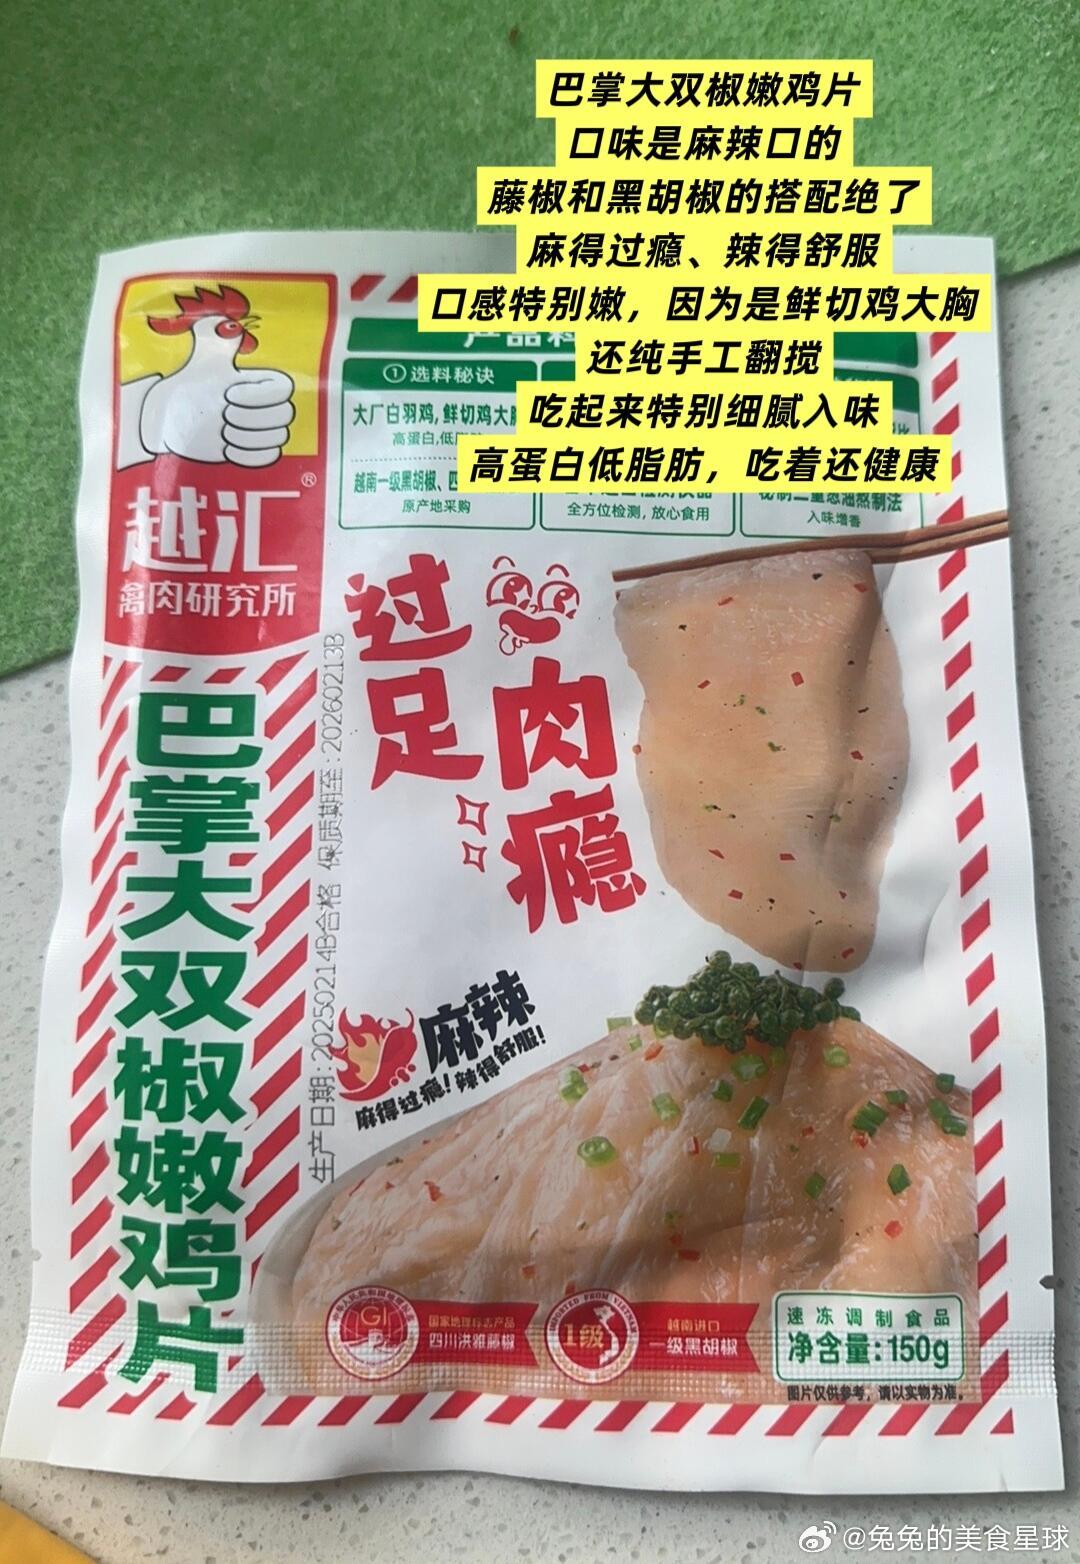 巴掌大双椒嫩鸡片
口味是麻辣口的
藤椒和黑胡椒的搭配绝了
麻得过瘾、辣得舒服
口感特别嫩，因为是鲜切鸡大胸
还纯手工翻搅
吃起来特别细腻入味
高蛋白低脂肪，吃着还健康
产品
①选料秘诀
大厂白羽鸡,鲜切鸡大胸
高蛋白,低
越南一级黑胡椒、四
原产地采购
全方位检测,放心食用
熬制法
入味增香
越汇®
禽肉研究所
过足
肉瘾
巴掌大双椒嫩鸡片
生产日期:20250214B合格 保质期至:20260213B
麻辣
麻得过瘾!辣得舒服!
GI
国家地理标志产品
四川洪雅藤椒
IMPORTED FROM VIETNAM
1级
越南进口
一级黑胡椒
速冻调制食品
净含量:150g
图片仅供参考，请以实物为准。
@兔兔的美食星球